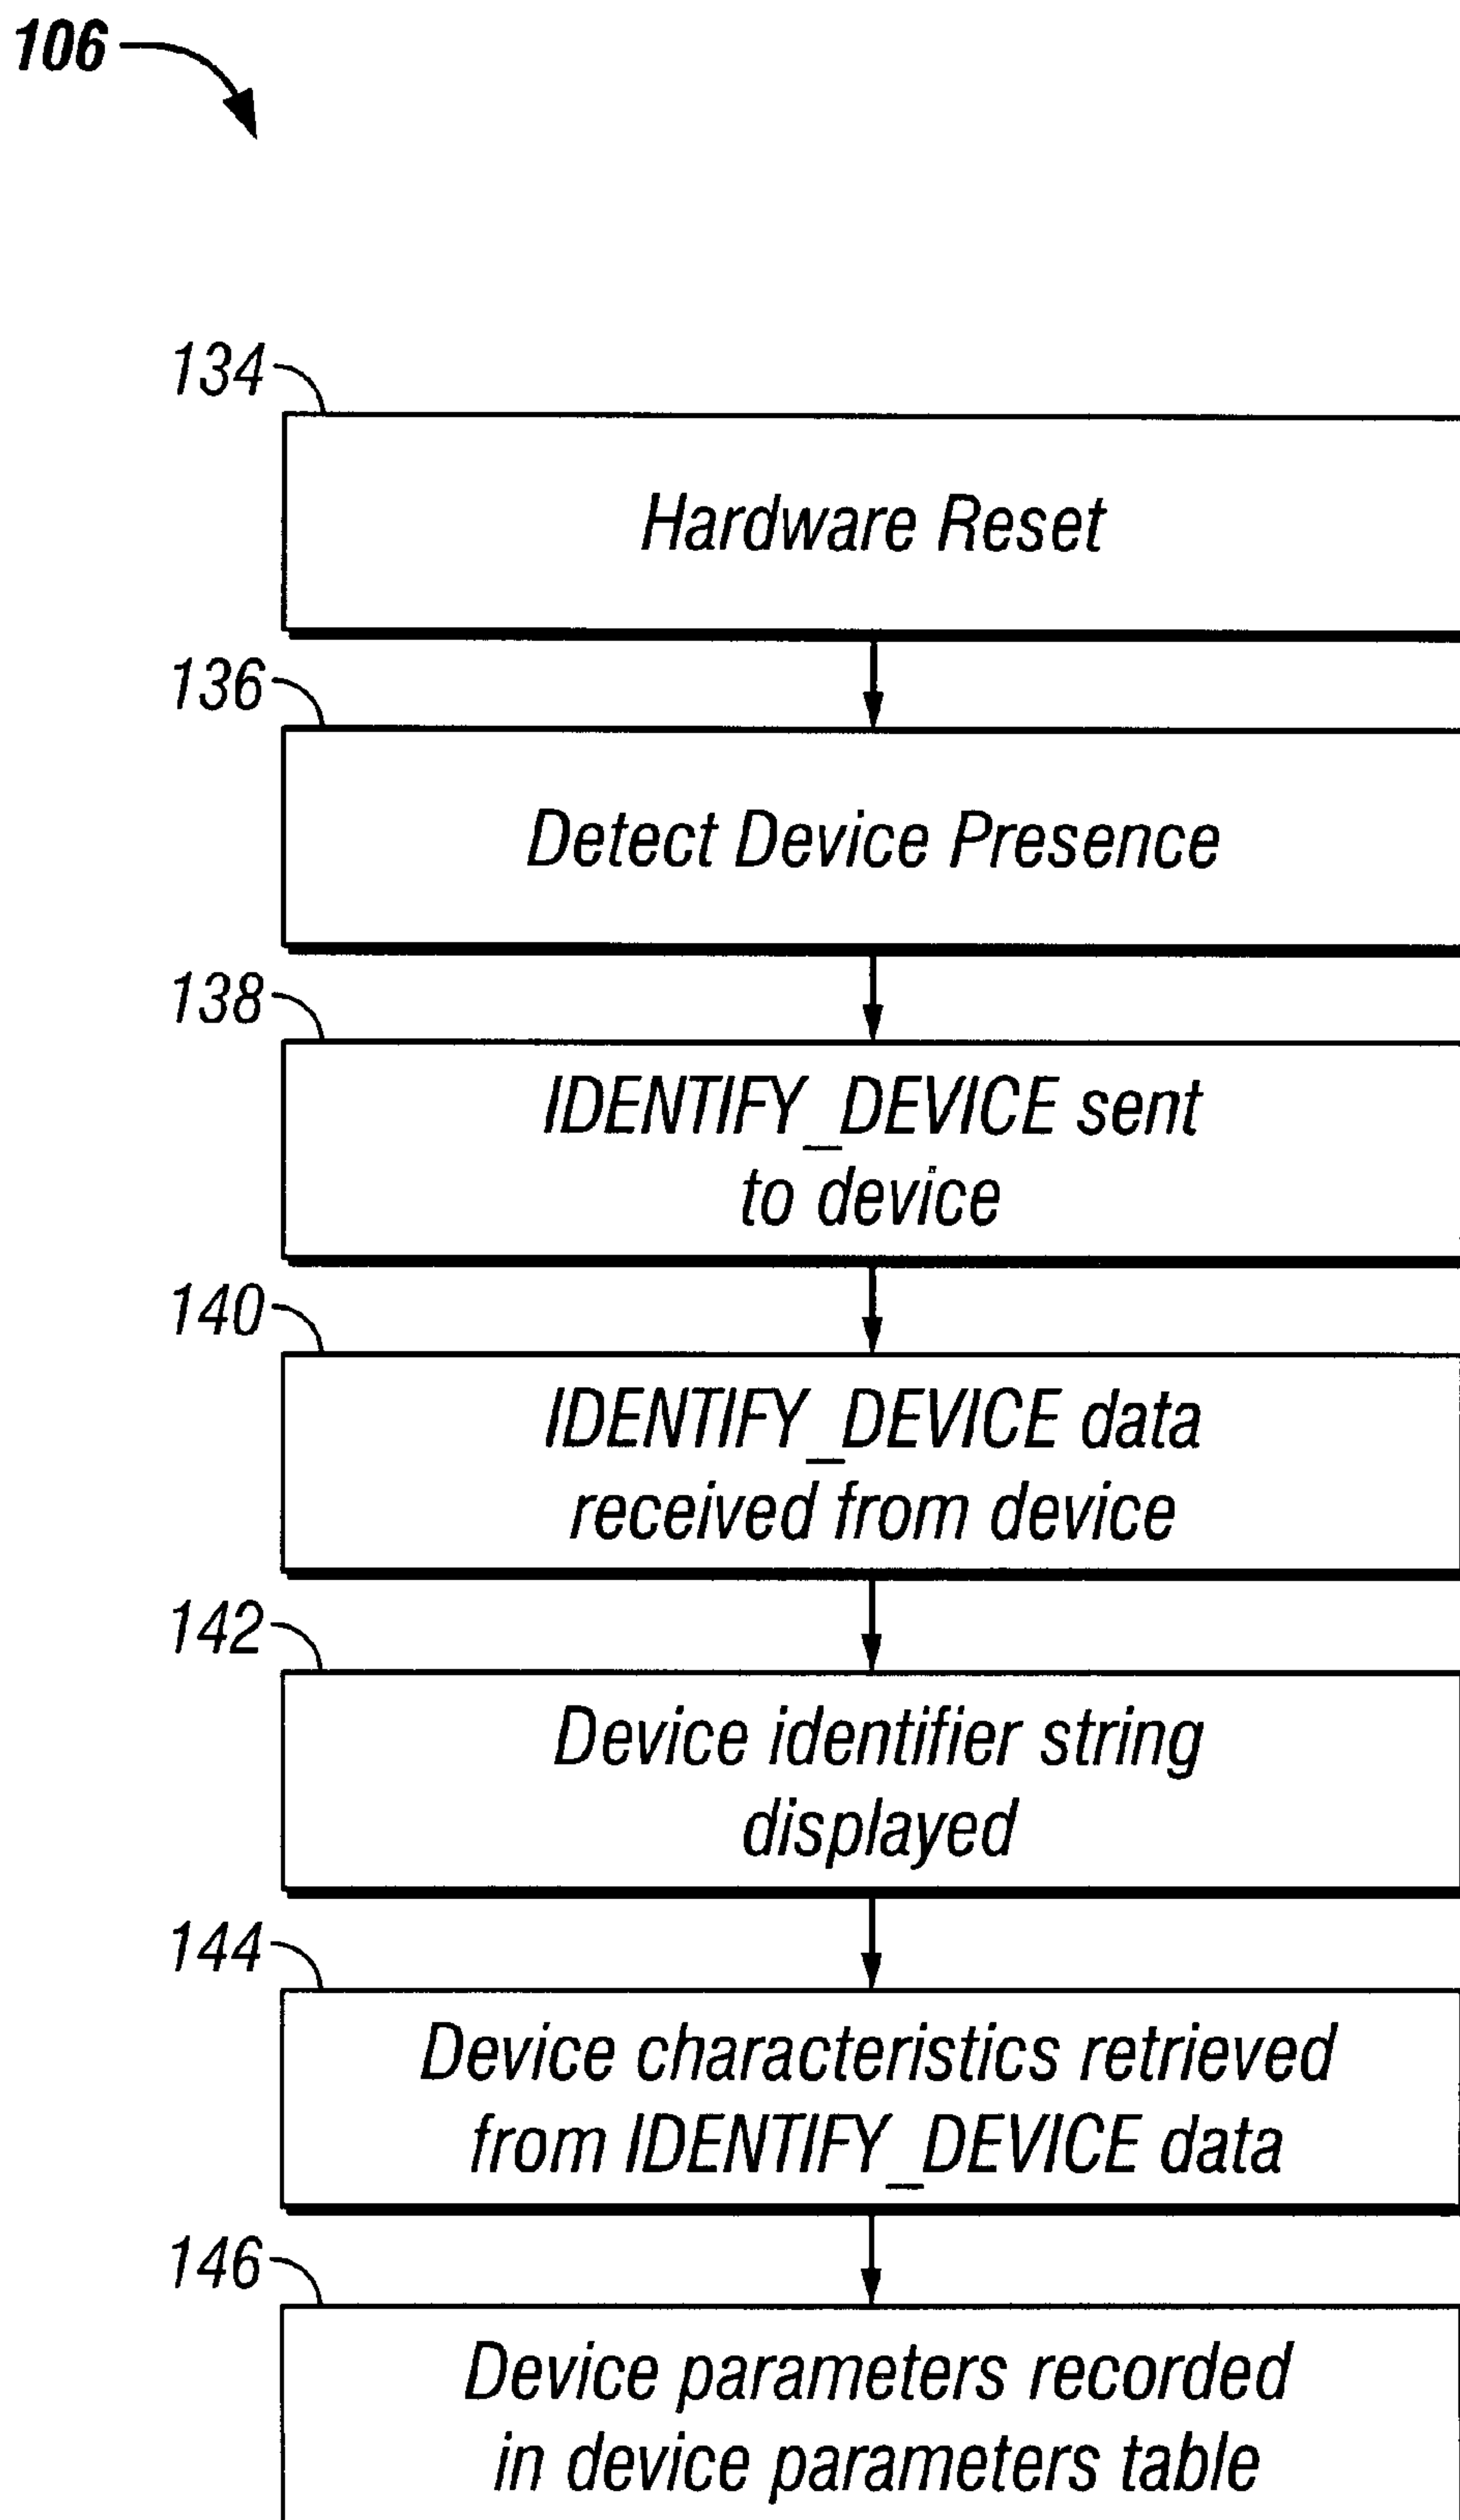 106
134
Hardware Reset
136
Detect Device Presence
138
IDENTIFY_DEVICE sent
to device
140
IDENTIFY_DEVICE data
received from device
142
Device identifier string
displayed
144
Device characteristics retrieved
from IDENTIFY_DEVICE data
146
Device parameters recorded
in device parameters table